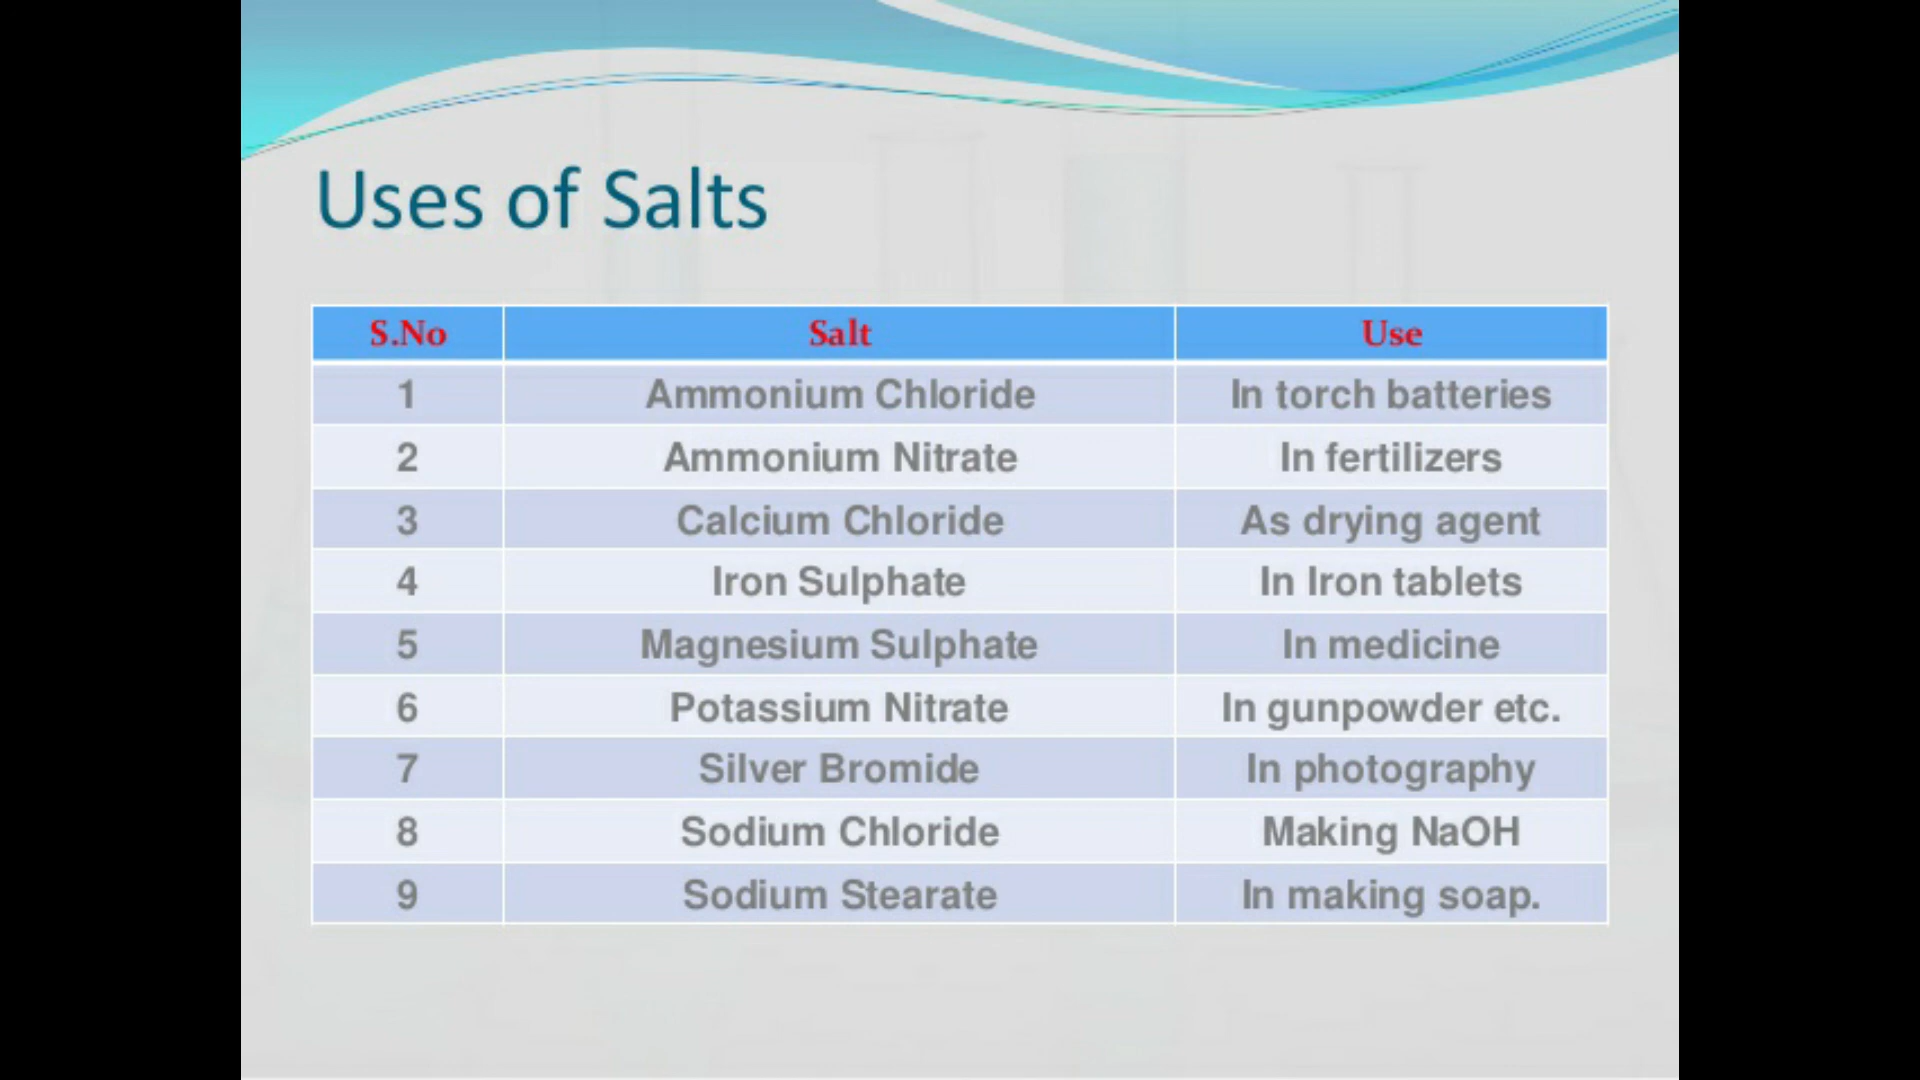 Uses of Salts
S.No Salt Use
1 Ammonium Chloride In torch batteries
2 Ammonium Nitrate In fertilizers
3 Calcium Chloride As drying agent
4 Iron Sulphate In Iron tablets
5 Magnesium Sulphate In medicine
6 Potassium Nitrate In gunpowder etc.
7 Silver Bromide In photography
8 Sodium Chloride Making NaOH
9 Sodium Stearate In making soap.